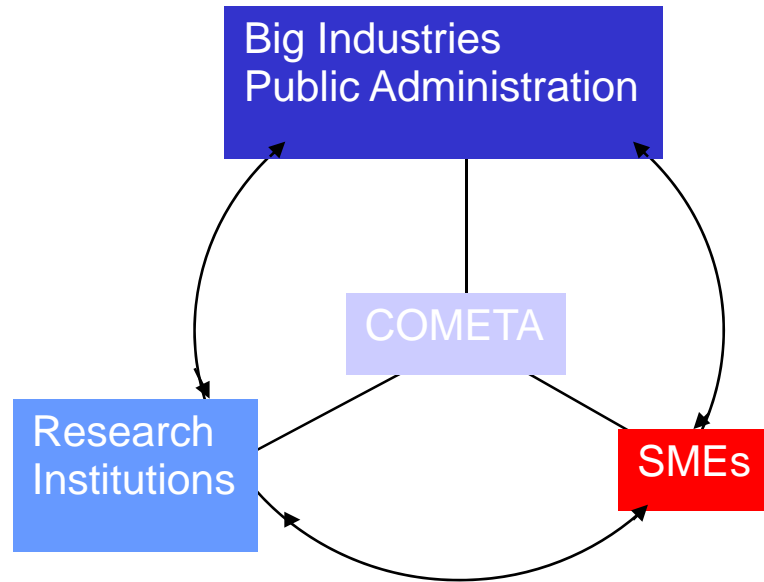 Big Industries
Public Administration
COMETA
Research
Institutions
SMEs